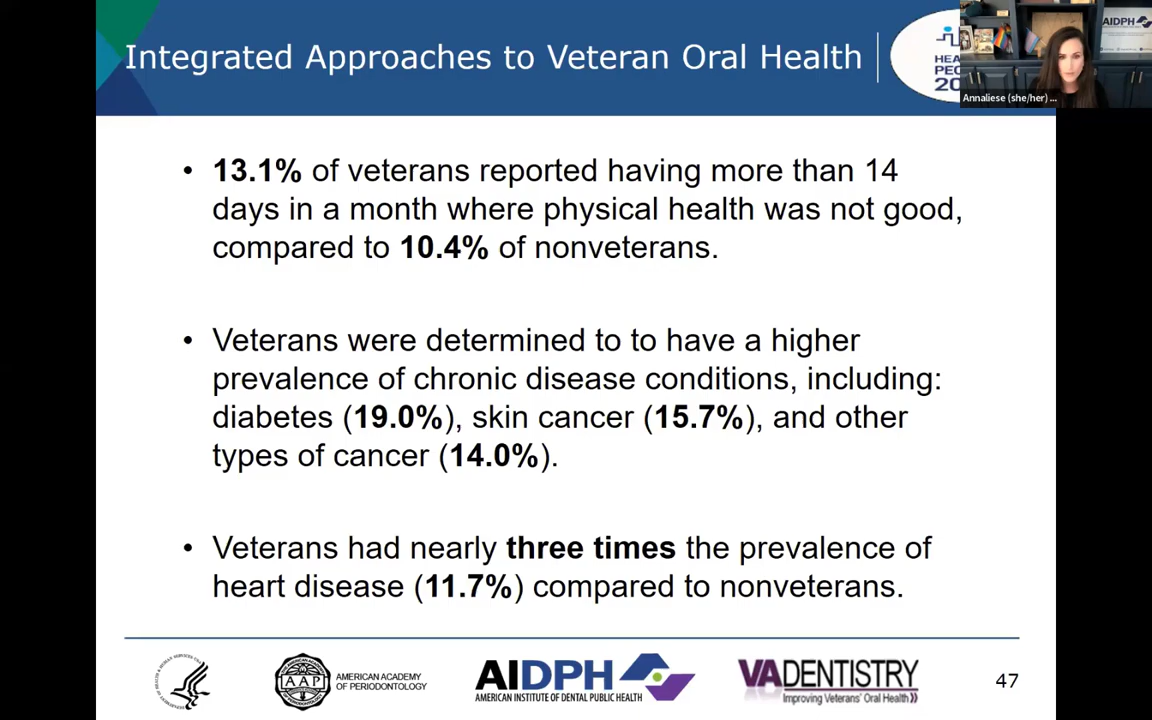 Integrated Approaches to Veteran Oral Health
AIDPH
Annaliese (she/her) ...
• 13.1% of veterans reported having more than 14
days in a month where physical health was not good,
compared to 10.4% of nonveterans.
• Veterans were determined to to have a higher
prevalence of chronic disease conditions, including:
diabetes (19.0%), skin cancer (15.7%), and other
types of cancer (14.0%).
• Veterans had nearly three times the prevalence of
heart disease (11.7%) compared to nonveterans.
AAP
AMERICAN ACADEMY
OF PERIODONTOLOGY
AIDPH
AMERICAN INSTITUTE OF DENTAL PUBLIC HEALTH
VADENTISTRY
Improving Veterans' Oral Health
47